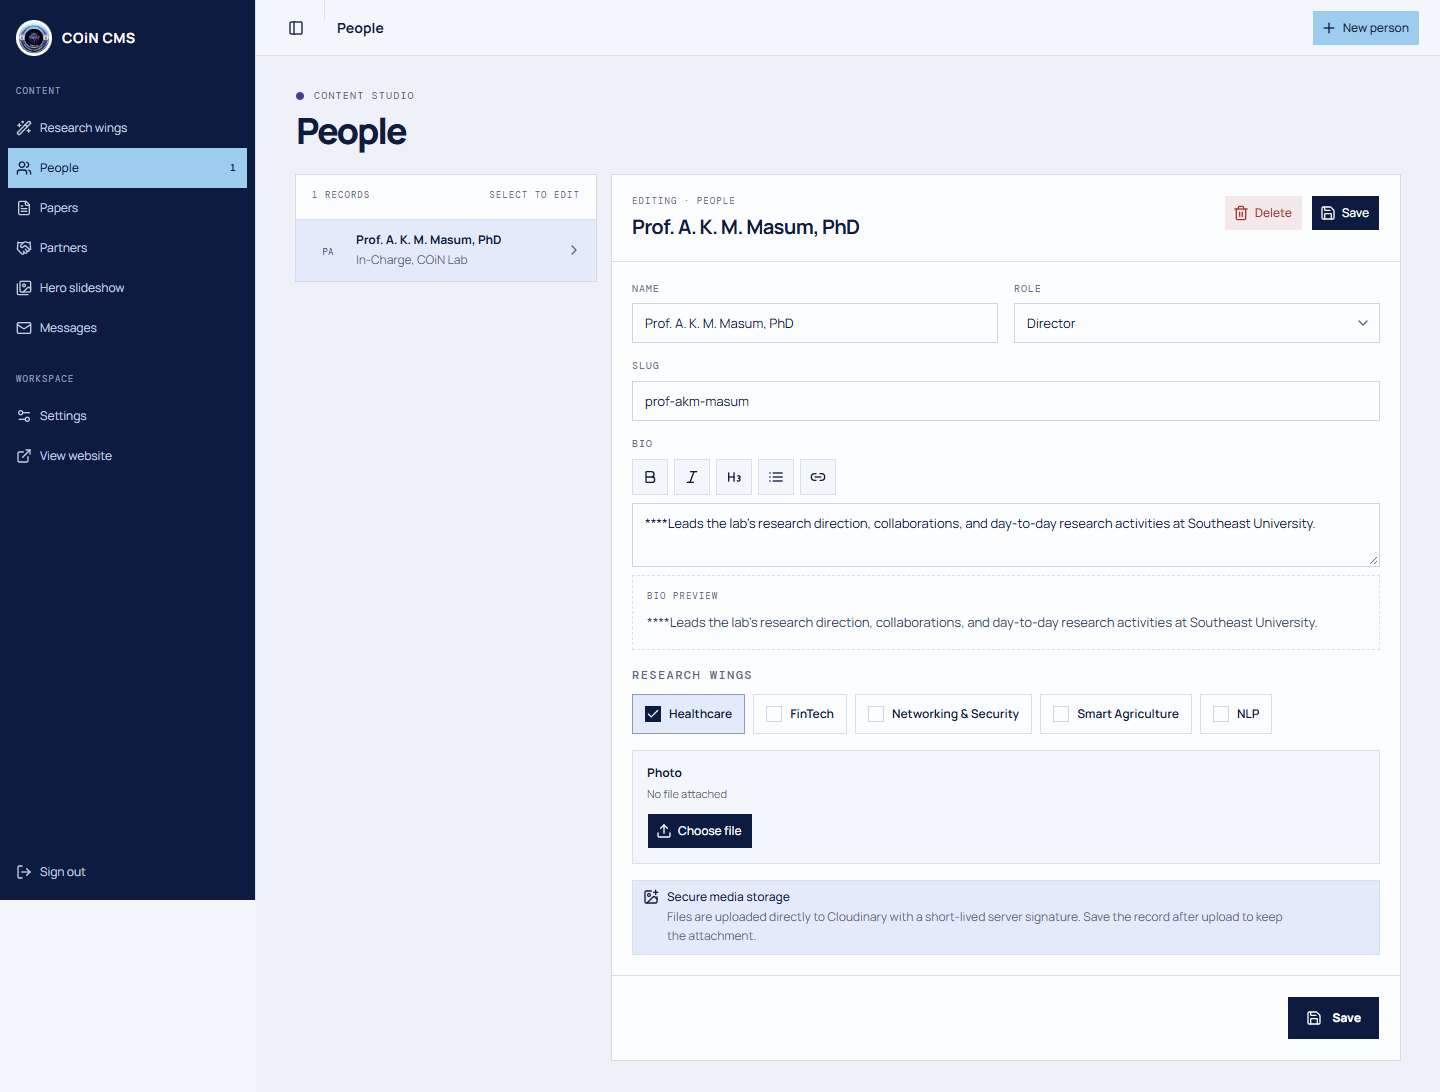 COiN CMS
CONTENT
Research wings
People 1
Papers
Partners
Hero slideshow
Messages
WORKSPACE
Settings
View website
Sign out
People
New person
CONTENT STUDIO
People
1 RECORDS SELECT TO EDIT
PA
Prof. A. K. M. Masum, PhD
In-Charge, COiN Lab
EDITING · PEOPLE
Prof. A. K. M. Masum, PhD
Delete
Save
NAME
Prof. A. K. M. Masum, PhD
ROLE
Director
SLUG
prof-akm-masum
BIO
B I H3
****Leads the lab's research direction, collaborations, and day-to-day research activities at Southeast University.
BIO PREVIEW
****Leads the lab's research direction, collaborations, and day-to-day research activities at Southeast University.
RESEARCH WINGS
Healthcare
FinTech
Networking & Security
Smart Agriculture
NLP
Photo
No file attached
Choose file
Secure media storage
Files are uploaded directly to Cloudinary with a short-lived server signature. Save the record after upload to keep
the attachment.
Save